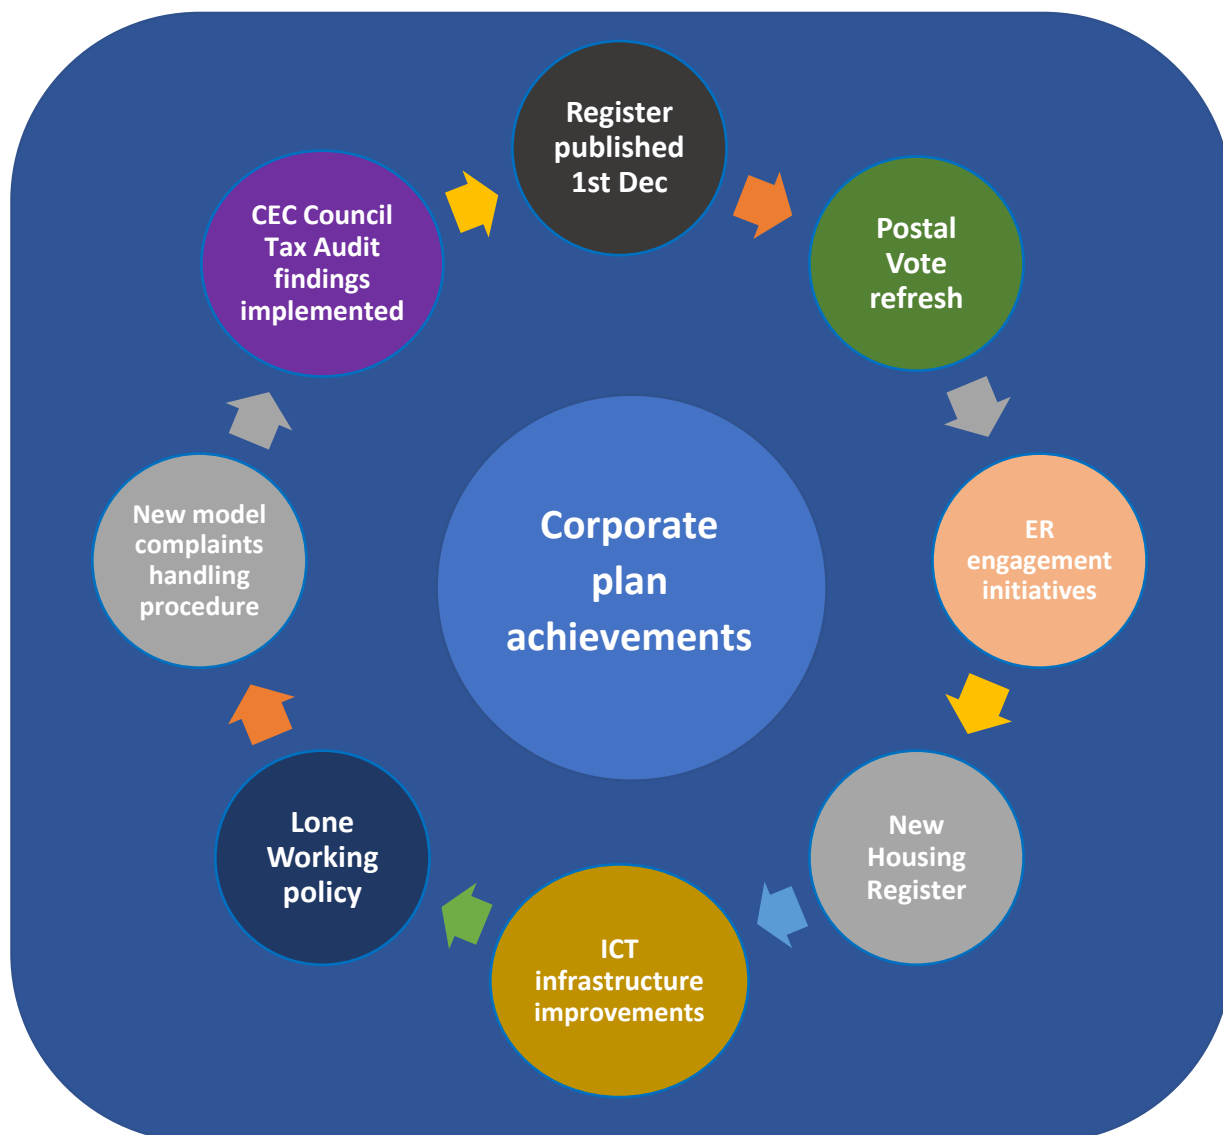 Register
published
1st Dec
Postal
Vote
refresh
ER
engagement
initiatives
New
Housing
Register
ICT
infrastructure
improvements
Lone
Working
policy
New model
complaints
handling
procedure
CEC Council
Tax Audit
findings
implemented
Corporate
plan
achievements